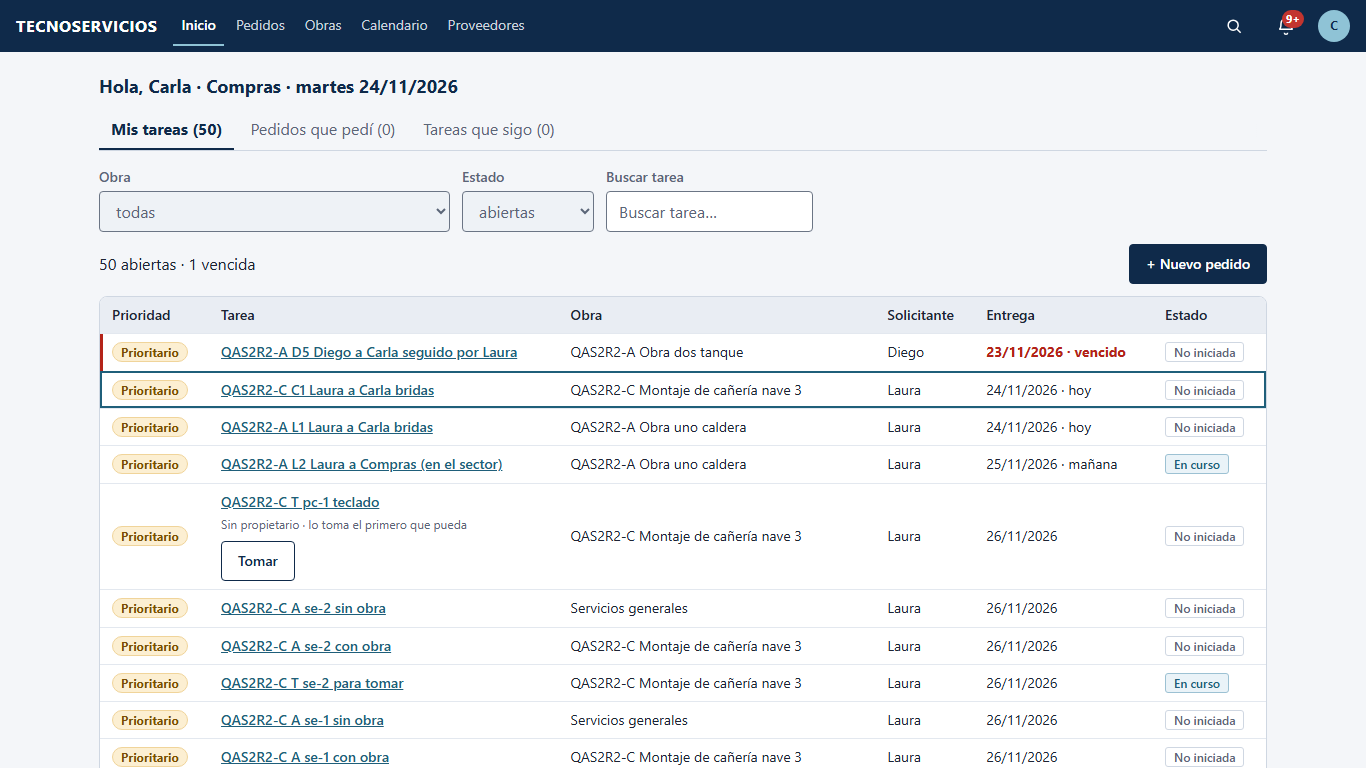 TECNOSERVICIOS Inicio Pedidos Obras Calendario Proveedores 9+ C
Hola, Carla · Compras · martes 24/11/2026
Mis tareas (50) Pedidos que pedí (0) Tareas que sigo (0)
Obra Estado Buscar tarea
todas abiertas Buscar tarea...
50 abiertas · 1 vencida + Nuevo pedido
Prioridad Tarea Obra Solicitante Entrega Estado
Prioritario QAS2R2-A D5 Diego a Carla seguido por Laura QAS2R2-A Obra dos tanque Diego 23/11/2026 · vencido No iniciada
Prioritario QAS2R2-C C1 Laura a Carla bridas QAS2R2-C Montaje de cañería nave 3 Laura 24/11/2026 · hoy No iniciada
Prioritario QAS2R2-A L1 Laura a Carla bridas QAS2R2-A Obra uno caldera Laura 24/11/2026 · hoy No iniciada
Prioritario QAS2R2-A L2 Laura a Compras (en el sector) QAS2R2-A Obra uno caldera Laura 25/11/2026 · mañana En curso
Prioritario QAS2R2-C T pc-1 teclado QAS2R2-C Montaje de cañería nave 3 Laura 26/11/2026 No iniciada
Sin propietario · lo toma el primero que pueda
Tomar
Prioritario QAS2R2-C A se-2 sin obra Servicios generales Laura 26/11/2026 No iniciada
Prioritario QAS2R2-C A se-2 con obra QAS2R2-C Montaje de cañería nave 3 Laura 26/11/2026 No iniciada
Prioritario QAS2R2-C T se-2 para tomar QAS2R2-C Montaje de cañería nave 3 Laura 26/11/2026 En curso
Prioritario QAS2R2-C A se-1 sin obra Servicios generales Laura 26/11/2026 No iniciada
Prioritario QAS2R2-C A se-1 con obra QAS2R2-C Montaje de cañería nave 3 Laura 26/11/2026 No iniciada